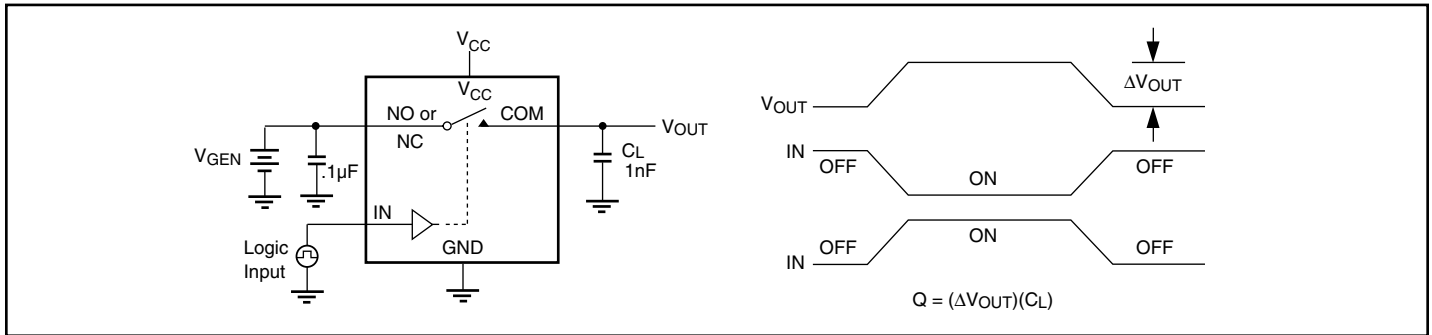 VCC
VCC
NO or
COM
NC
VOUT
VGEN
.1µF
CL
1nF
IN
Logic
Input
GND
ΔVOUT
VOUT
IN
OFF
ON
OFF
IN
OFF
ON
OFF
Q = (ΔVOUT)(CL)